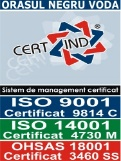 ORASUL NEGRU VODA
CERT IND
Sistem de management certificat
ISO 9001
Certificat 9814 C
ISO 14001
Certificat 4730 M
OHSAS 18001
Certificat 3460 SS